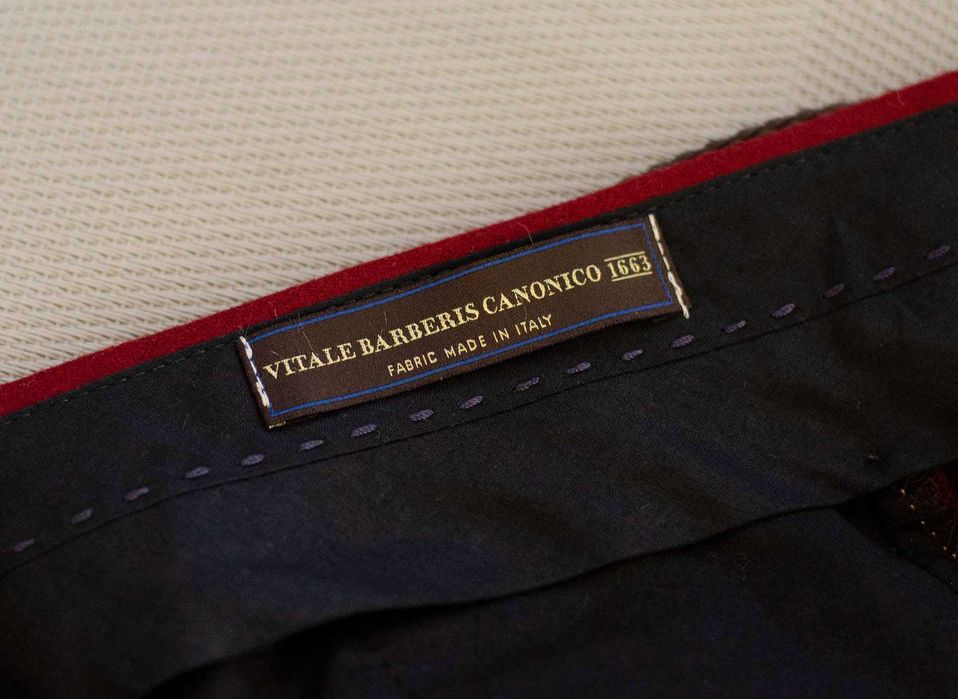 VITALE BARBERIS CANONICO 1663
FABRIC MADE IN ITALY